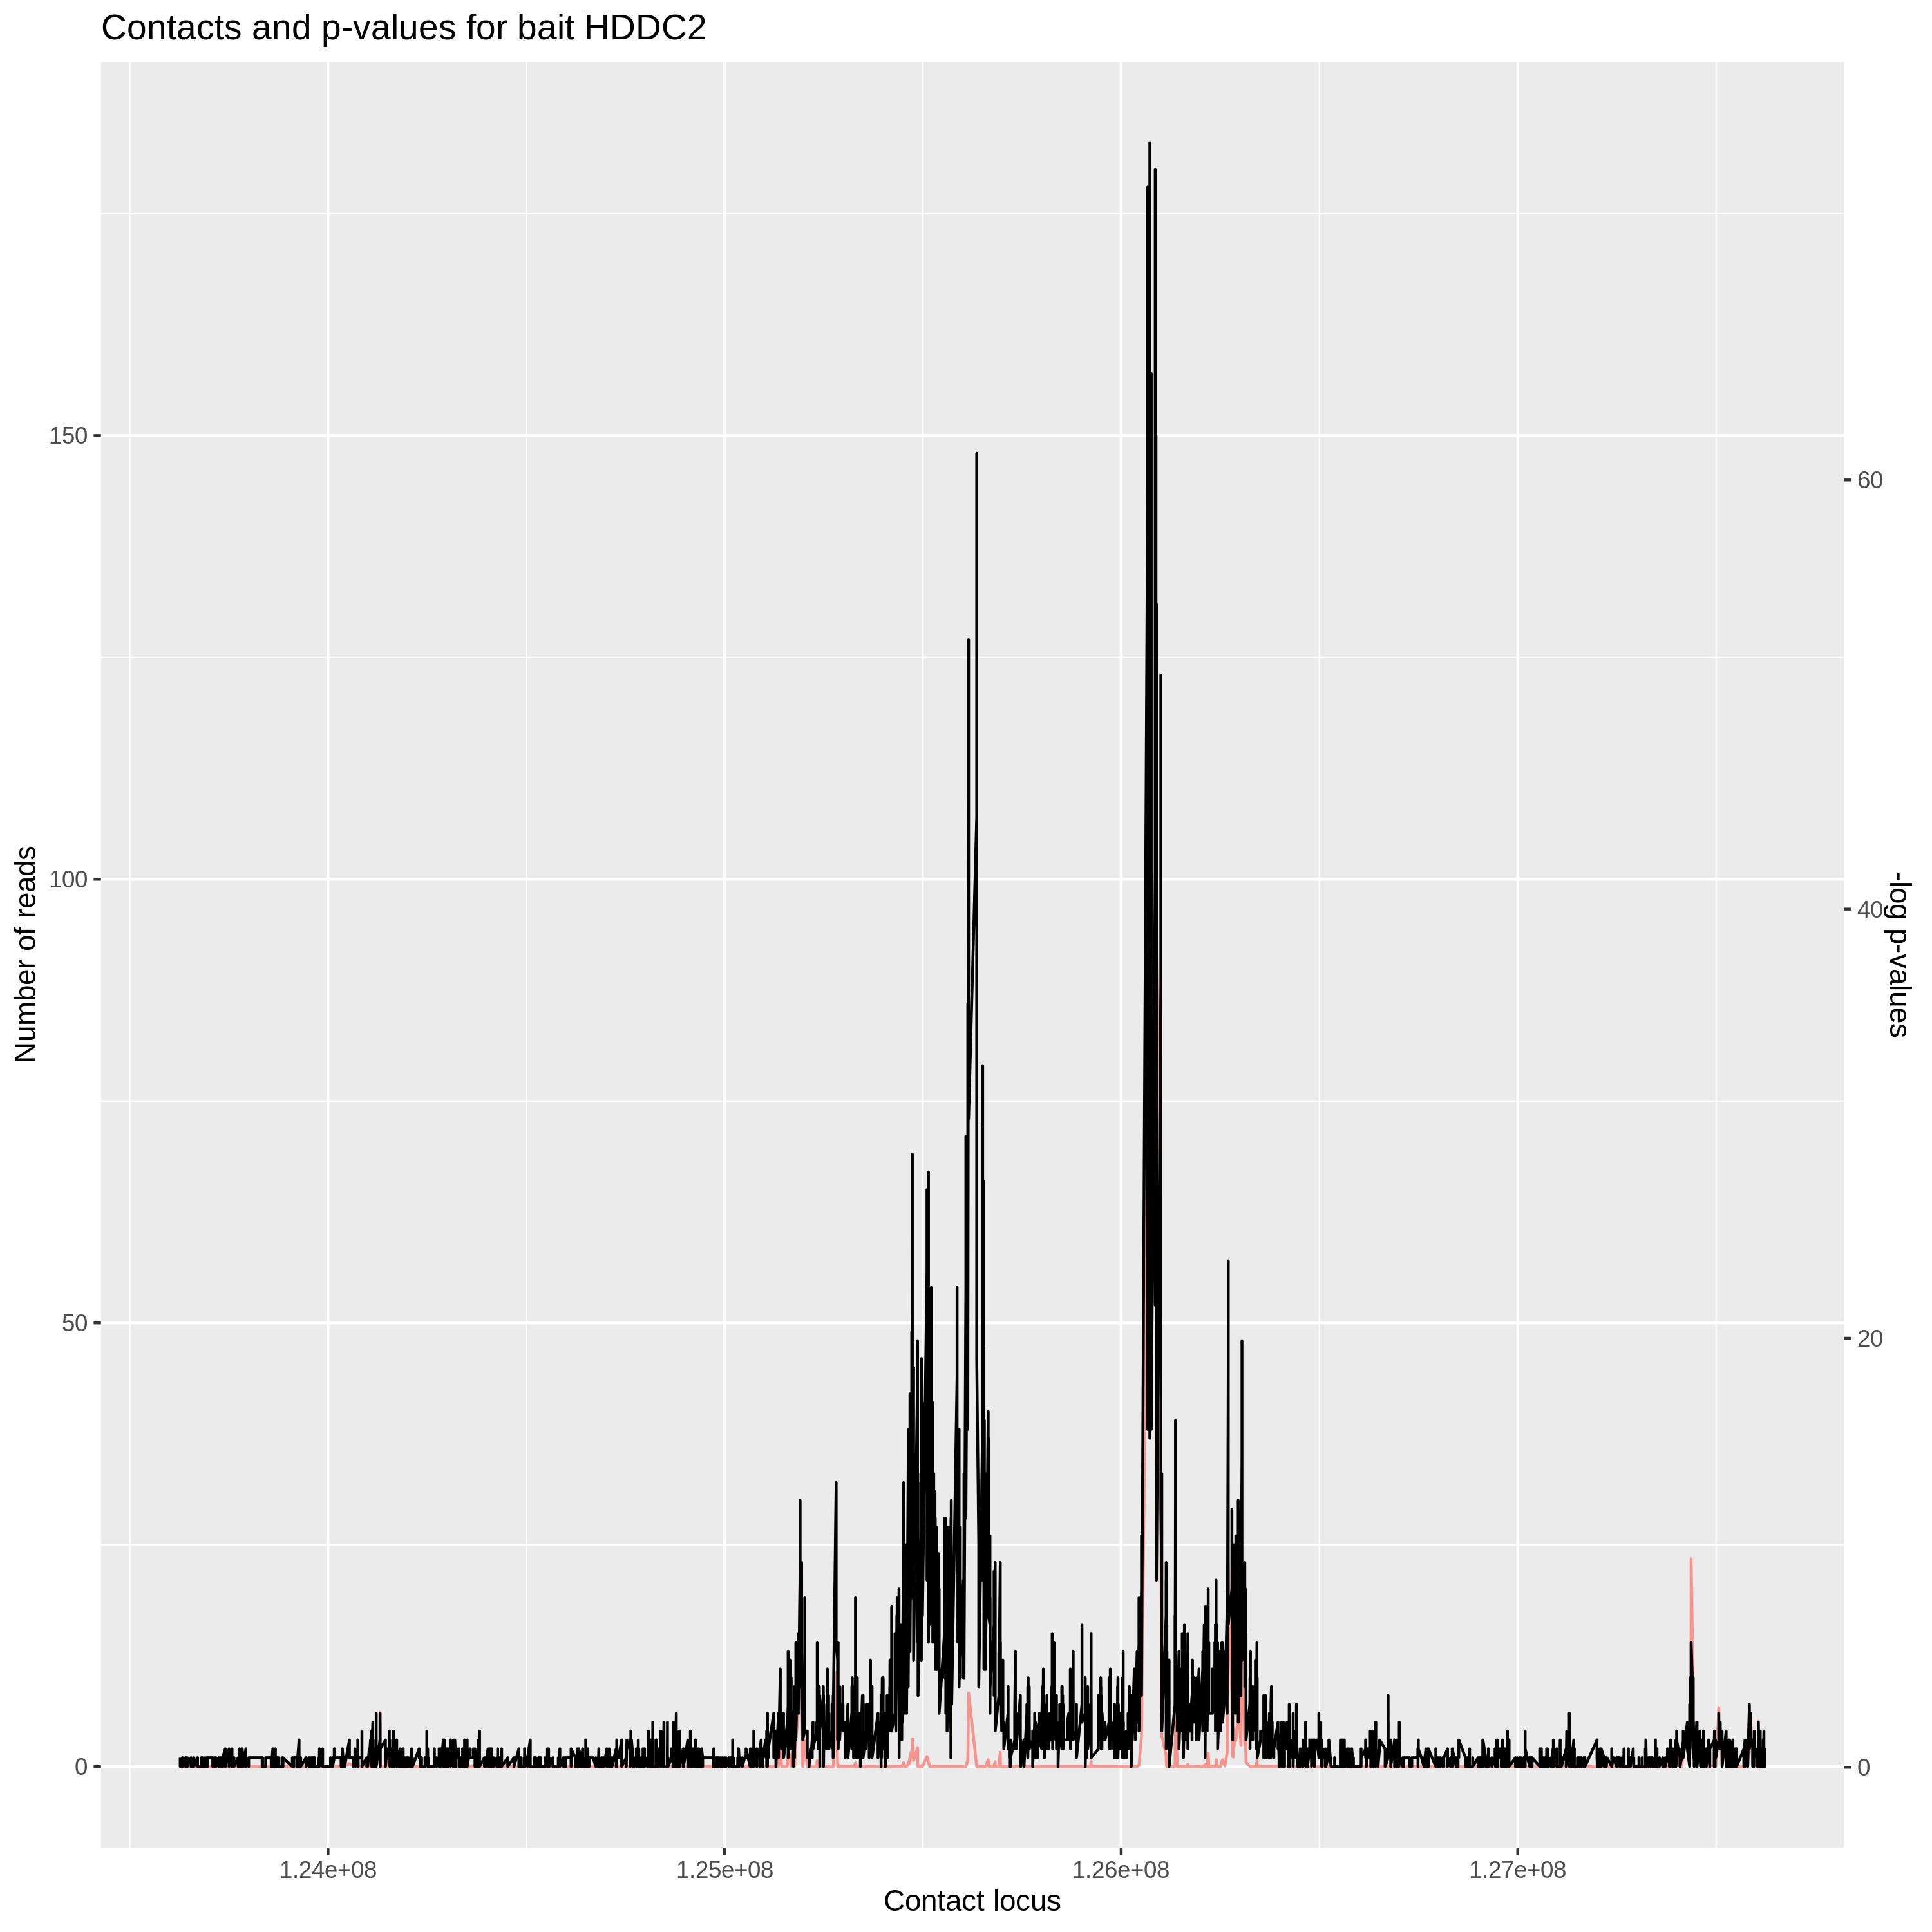 Contacts and p-values for bait HDDC2
150
100
50
0
Number of reads
60
40
20
0
-log p-values
1.24e+08
1.25e+08
1.26e+08
1.27e+08
Contact locus